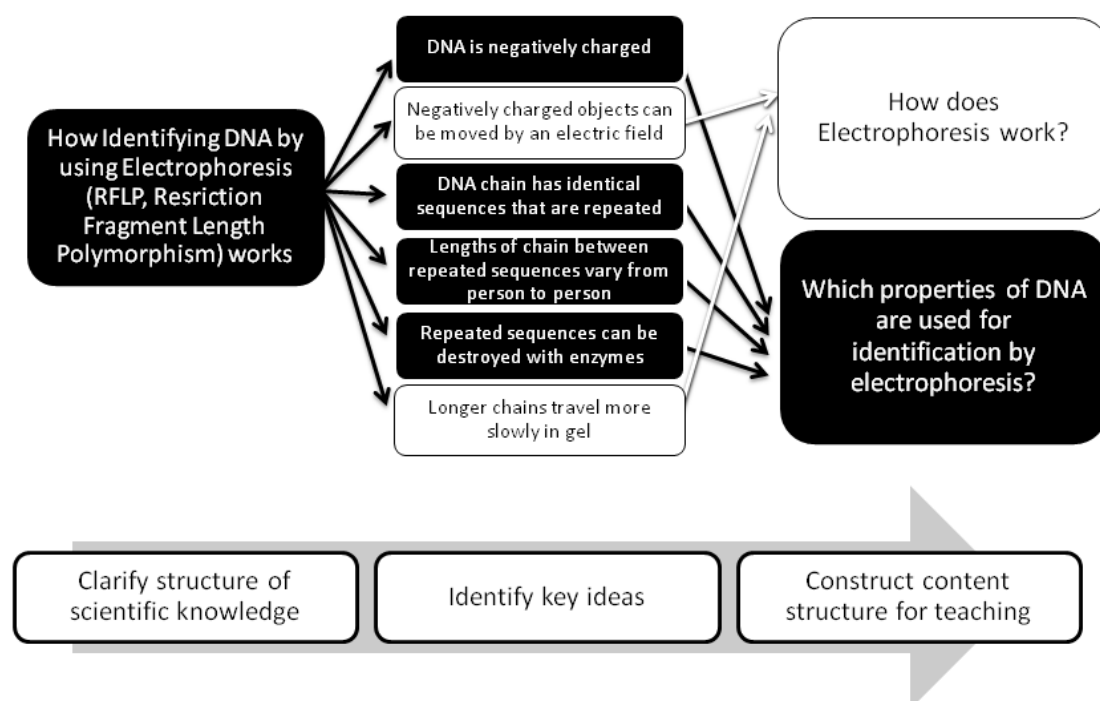 How Identifying DNA by
using Electrophoresis
(RFLP, Resriction
Fragment Length
Polymorphism) works
DNA is negatively charged
Negatively charged objects can
be moved by an electric field
DNA chain has identical
sequences that are repeated
Lengths of chain between
repeated sequences vary from
person to person
Repeated sequences can be
destroyed with enzymes
Longer chains travel more
slowly in gel
How does
Electrophoresis work?
Which properties of DNA
are used for
identification by
electrophoresis?
Clarify structure of
scientific knowledge
Identify key ideas
Construct content
structure for teaching